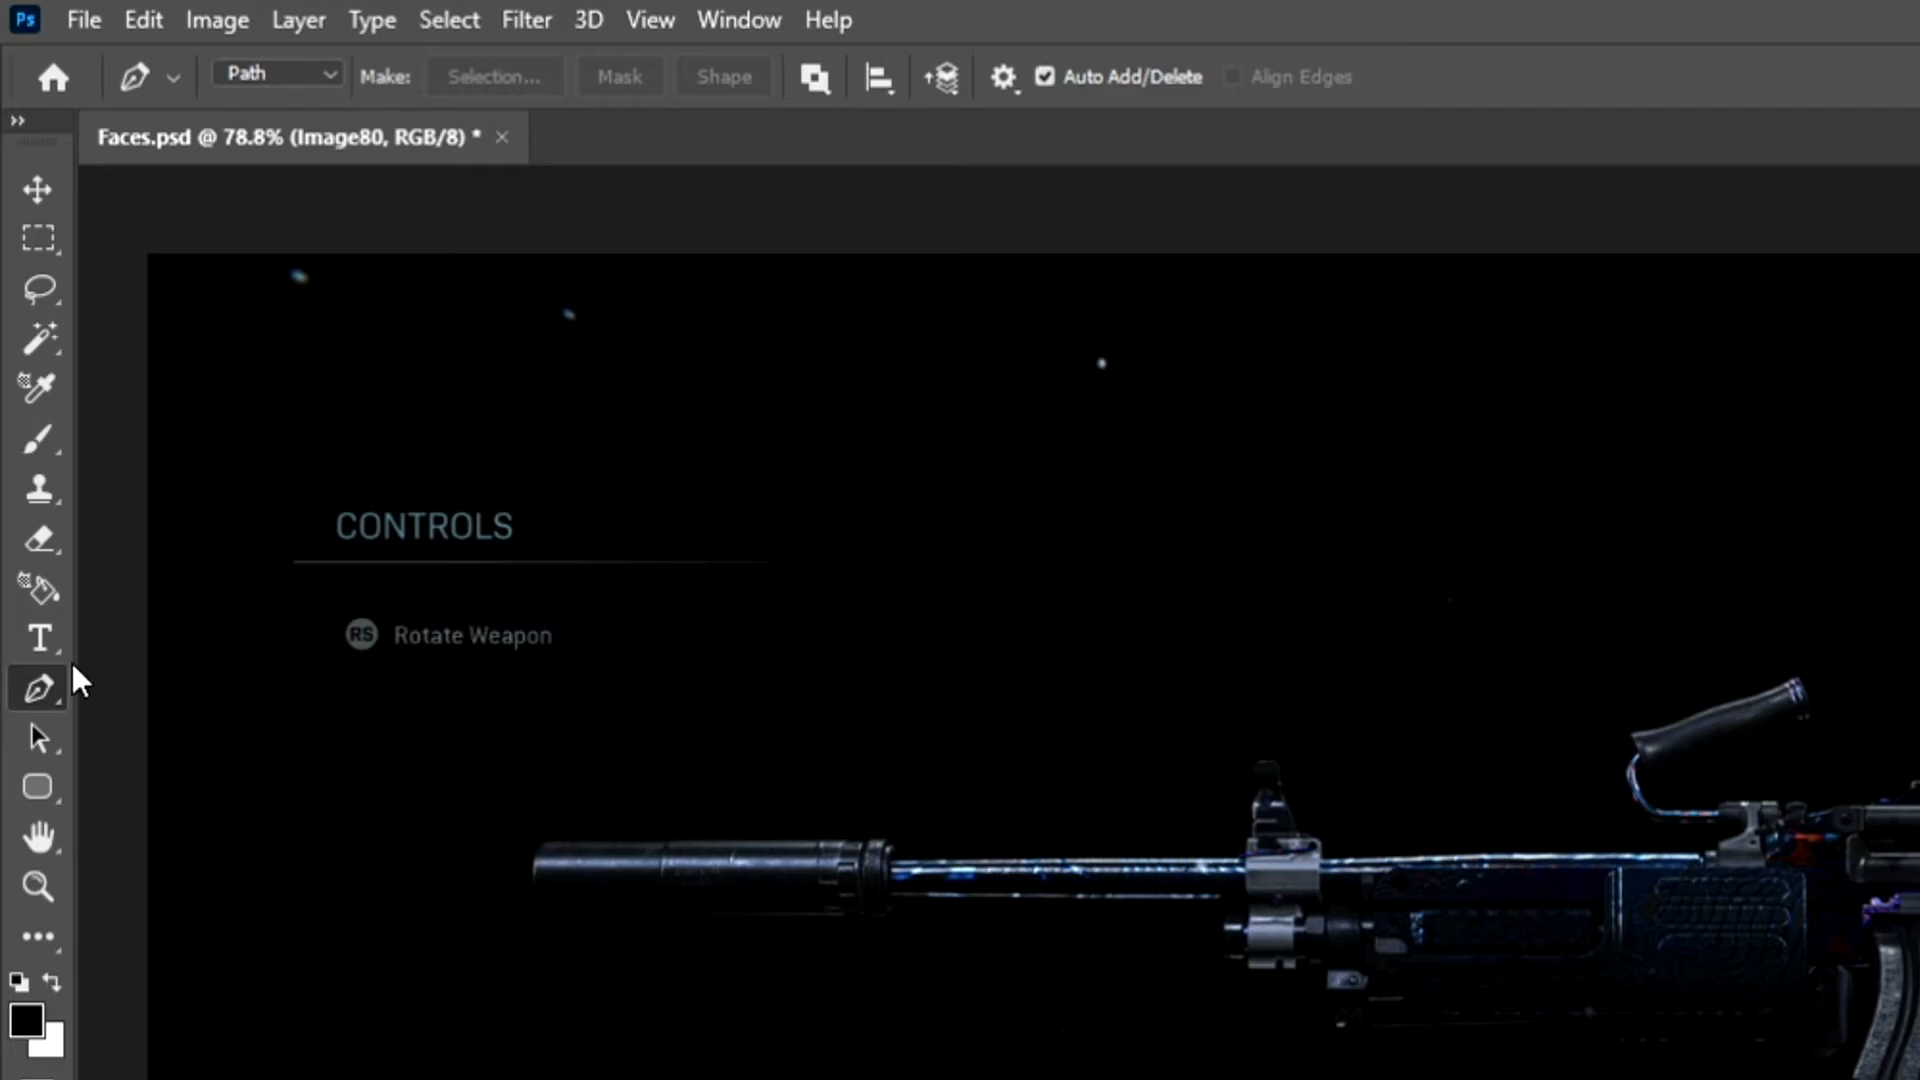 Ps File Edit Image Layer Type Select Filter 3D View Window Help
Path Make: Selection... Mask Shape Auto Add/Delete Align Edges
Faces.psd @ 78.8% (Image80, RGB/8) *
CONTROLS
RS Rotate Weapon